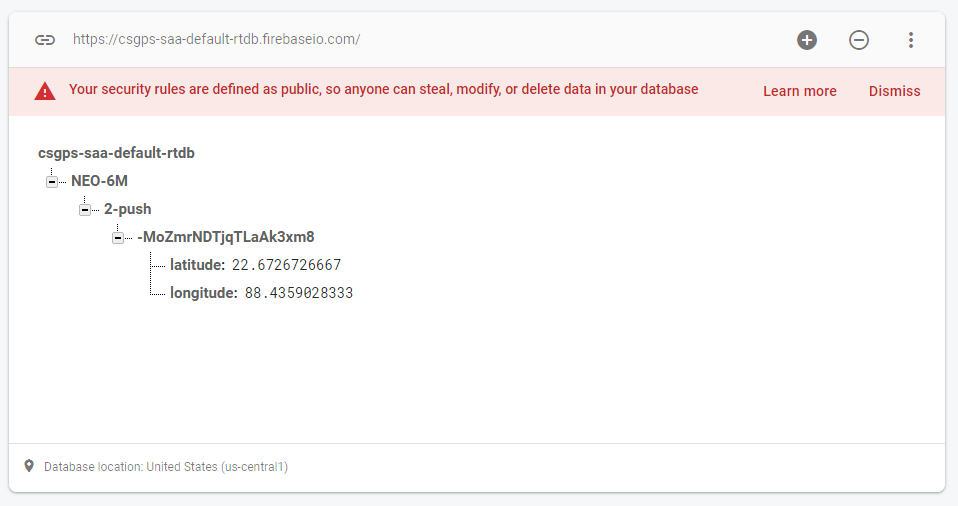 https://csgps-saa-default-rtdb.firebaseio.com/
Your security rules are defined as public, so anyone can steal, modify, or delete data in your database Learn more Dismiss
csgps-saa-default-rtdb
NEO-6M
2-push
-MoZmrNDTjqTLaAk3xm8
latitude: 22.6726726667
longitude: 88.4359028333
Database location: United States (us-central1)